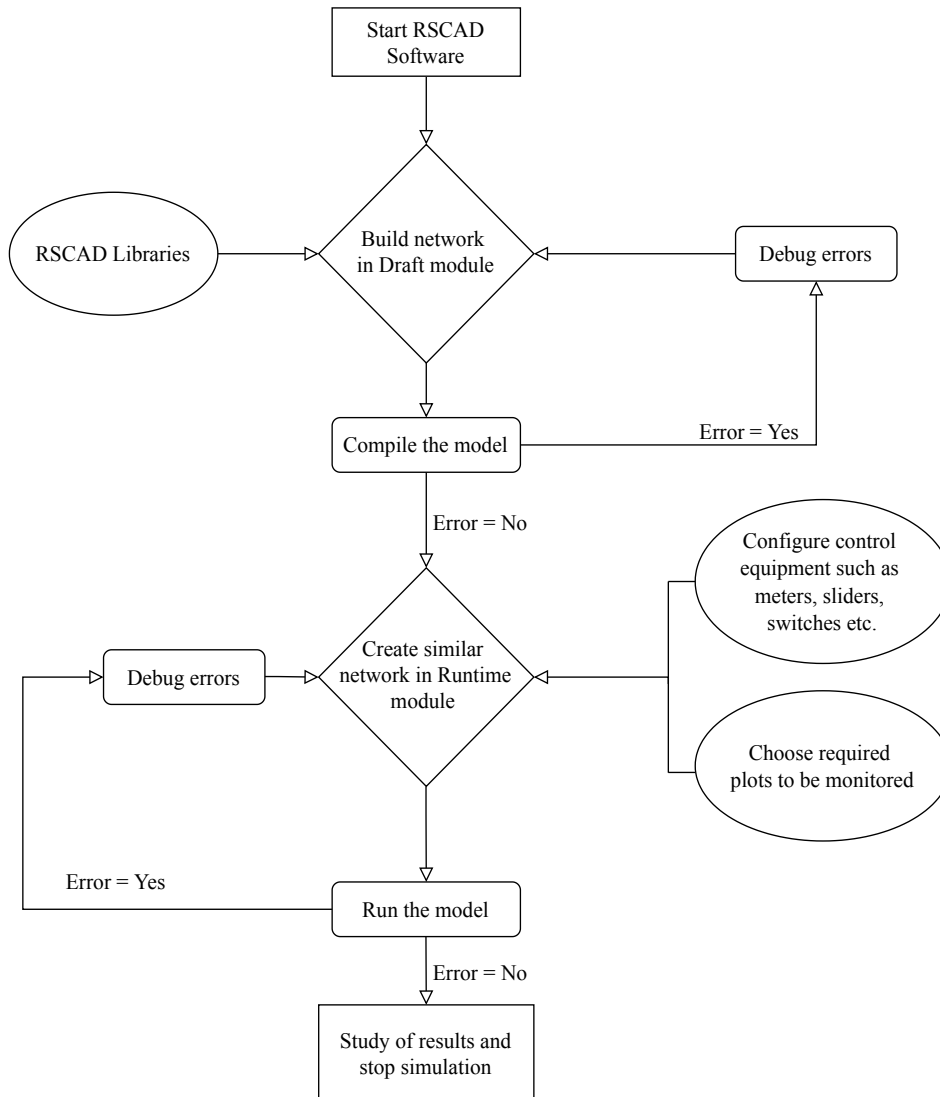 Start RSCAD
Software
RSCAD Libraries
Build network
in Draft module
Debug errors
Compile the model
Error = Yes
Error = No
Configure control
equipment such as
meters, sliders,
switches etc.
Debug errors
Create similar
network in Runtime
module
Choose required
plots to be monitored
Error = Yes
Run the model
Error = No
Study of results and
stop simulation